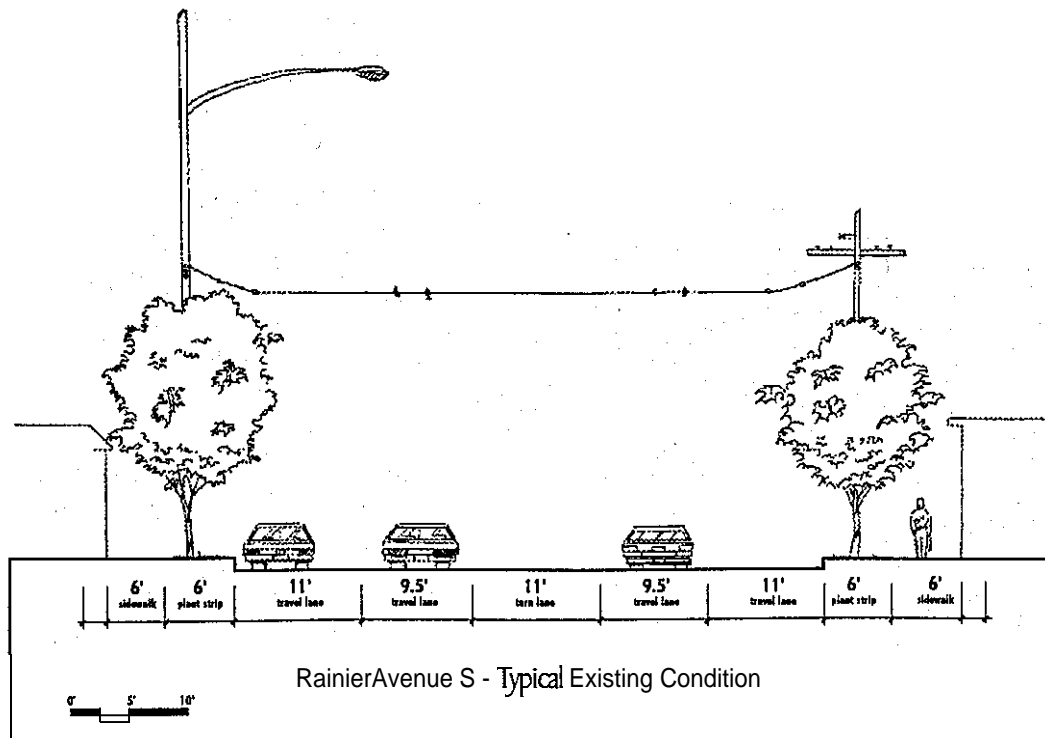 6' 6' 11' 9.5' 11' 9.5' 11' 6' 6'
sidewalk plant strip travel lane travel lane turn lane travel lane travel lane plant strip sidewalk
RainierAvenue S - Typical Existing Condition
0' 5' 10'